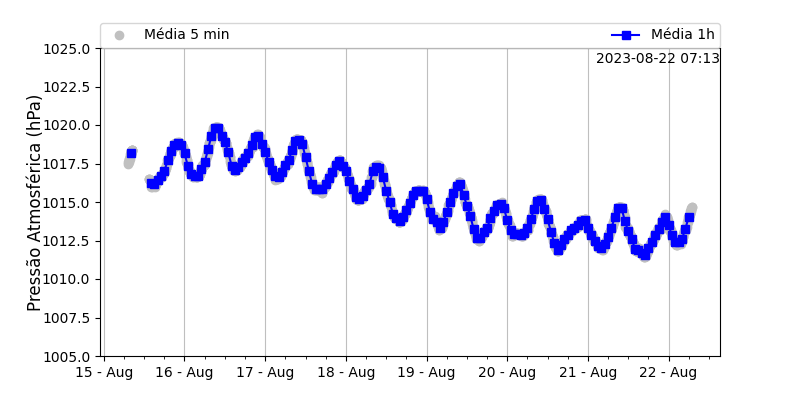 Média 5 min
Média 1h
2023-08-22 07:13
Pressão Atmosférica (hPa)
1025.0
1022.5
1020.0
1017.5
1015.0
1012.5
1010.0
1007.5
1005.0
15 - Aug
16 - Aug
17 - Aug
18 - Aug
19 - Aug
20 - Aug
21 - Aug
22 - Aug